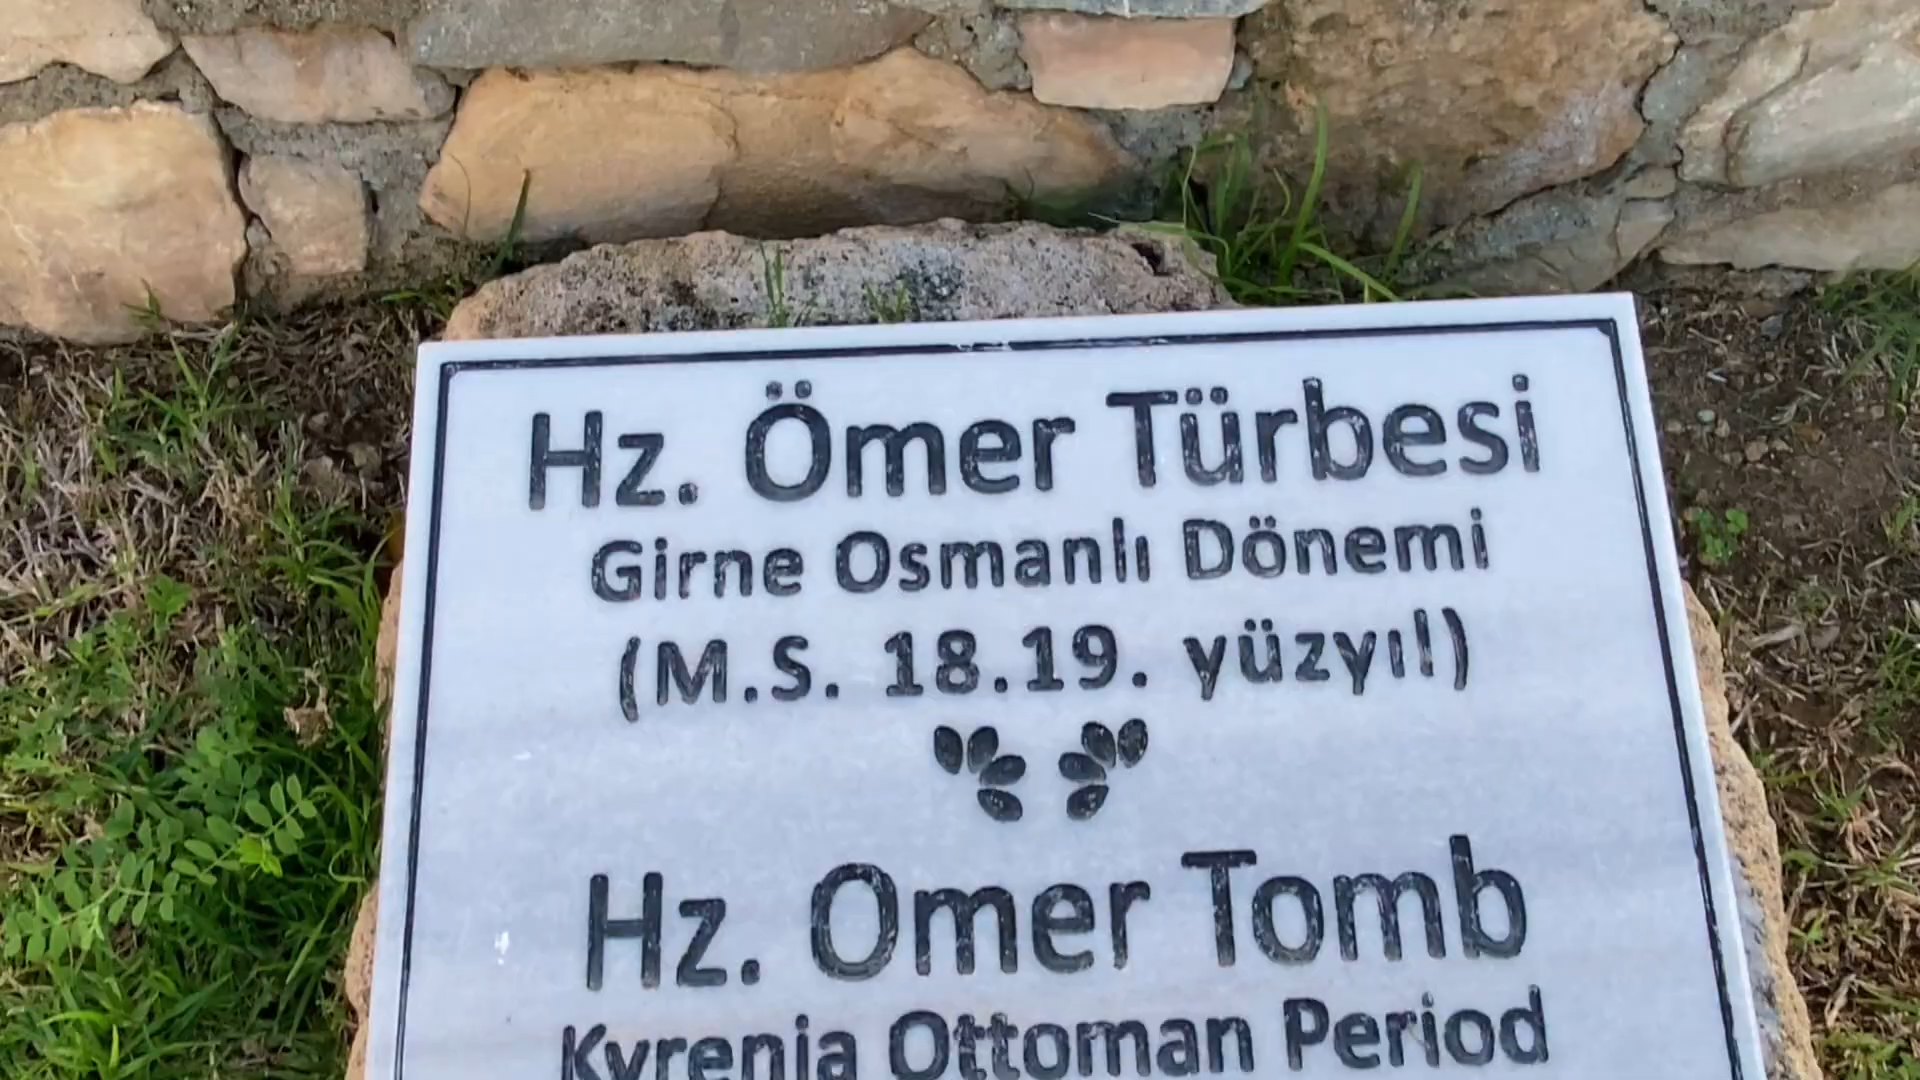 Hz. Ömer Türbesi
Girne Osmanlı Dönemi
(M.S. 18.19. yüzyıl)
Hz. Omer Tomb
Kyrenia Ottoman Period